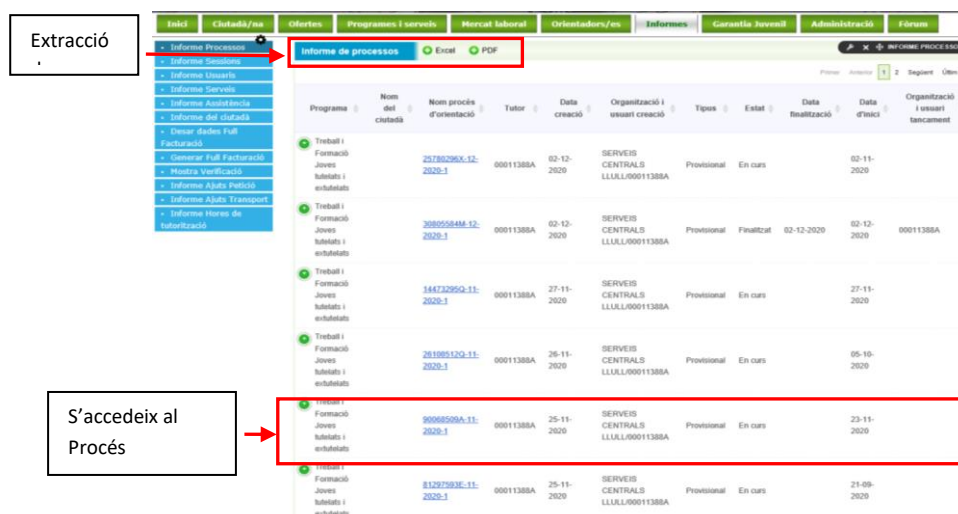 Inici Ciutadà/na Ofertes Programes i serveis Mercat laboral Orientadors/es Informes Garantia Juvenil Administració Fòrum
Extracció
Informe Processos
Informe Sessions
Informe Usuaris
Informe Serveis
Informe Assistència
Informe del ciutadà
Desar dades Full
Facturació
Generar Full Facturació
Mostra Verificació
Informe Ajuts Petició
Informe Ajuts Transport
Informe Hores de
tutorització
Informe de processos Excel PDF INFORME PROCESSO
Primer Anterior 1 2 Següent Últim
Programa
Nom
del
ciutadà
Nom procés
d'orientació
Tutor
Data
creació
Organització i
usuari creació
Tipus
Estat
Data
finalització
Data
d'inici
Organització
i usuari
tancament
Treball i
Formació
Joves
tutelats i
extutelats
25780296X-12-
2020-1
00011388A
02-12-
2020
SERVEIS
CENTRALS
LLULL/00011388A
Provisional
En curs
02-11-
2020
Treball i
Formació
Joves
tutelats i
extutelats
30805584M-12-
2020-1
00011388A
02-12-
2020
SERVEIS
CENTRALS
LLULL/00011388A
Provisional
Finalitzat
02-12-2020
02-12-
2020
00011388A
Treball i
Formació
Joves
tutelats i
extutelats
14473295Q-11-
2020-1
00011388A
27-11-
2020
SERVEIS
CENTRALS
LLULL/00011388A
Provisional
En curs
27-11-
2020
Treball i
Formació
Joves
tutelats i
extutelats
26108512Q-11-
2020-1
00011388A
26-11-
2020
SERVEIS
CENTRALS
LLULL/00011388A
Provisional
En curs
05-10-
2020
S'accedeix al
Procés
Treball i
Formació
Joves
tutelats i
extutelats
90068509A-11-
2020-1
00011388A
25-11-
2020
SERVEIS
CENTRALS
LLULL/00011388A
Provisional
En curs
23-11-
2020
Treball i
Formació
Joves
tutelats i
extutelats
81297593E-11-
2020-1
00011388A
25-11-
2020
SERVEIS
CENTRALS
LLULL/00011388A
Provisional
En curs
21-09-
2020